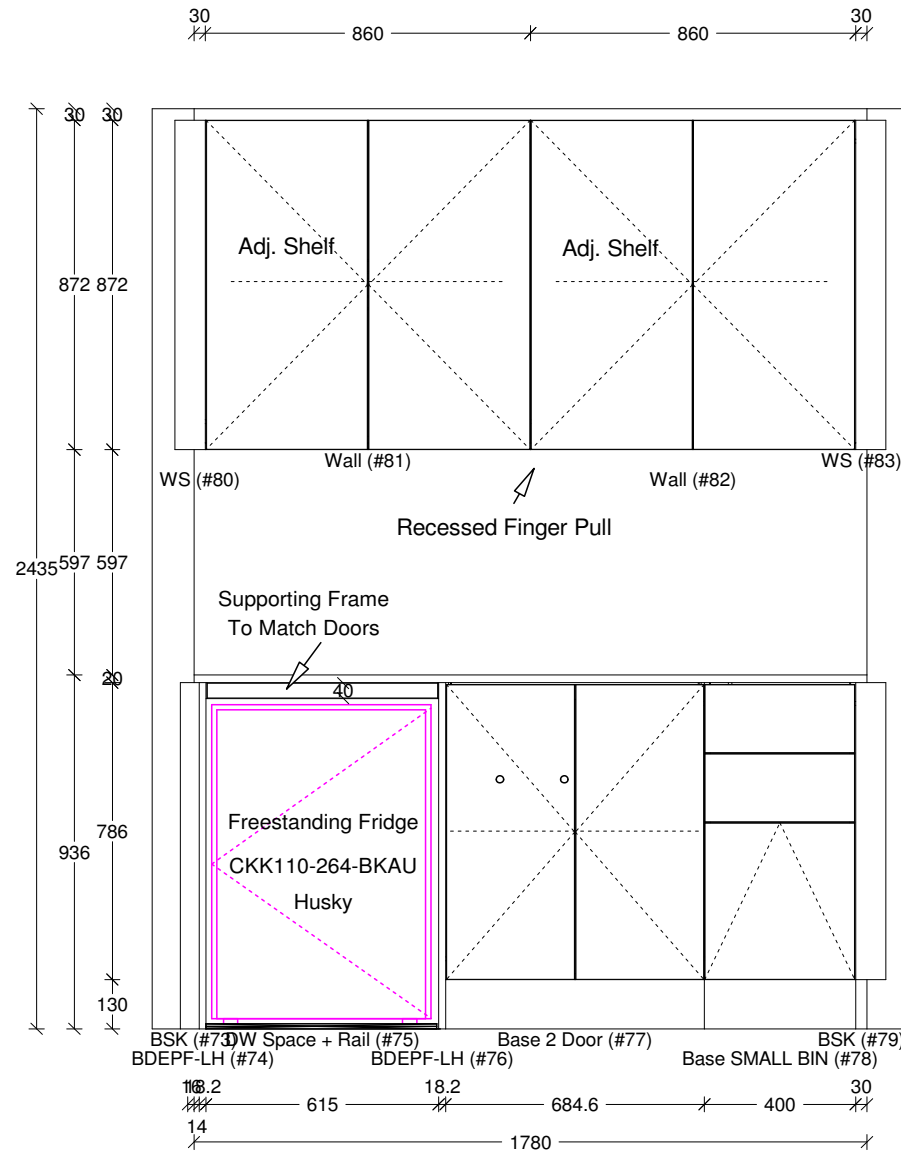 30
860
860
30
30
30
Adj. Shelf
Adj. Shelf
872
872
Wall (#81)
WS (#83)
WS (#80)
Wall (#82)
Recessed Finger Pull
2435
597
597
Supporting Frame
To Match Doors
20
40
Freestanding Fridge
786
936
CKK110-264-BKAU
Husky
130
BSK (#73)
DW Space + Rail (#75)
Base 2 Door (#77)
BSK (#79)
BDEPF-LH (#74)
BDEPF-LH (#76)
Base SMALL BIN (#78)
16
18.2
615
18.2
684.6
400
30
14
1780